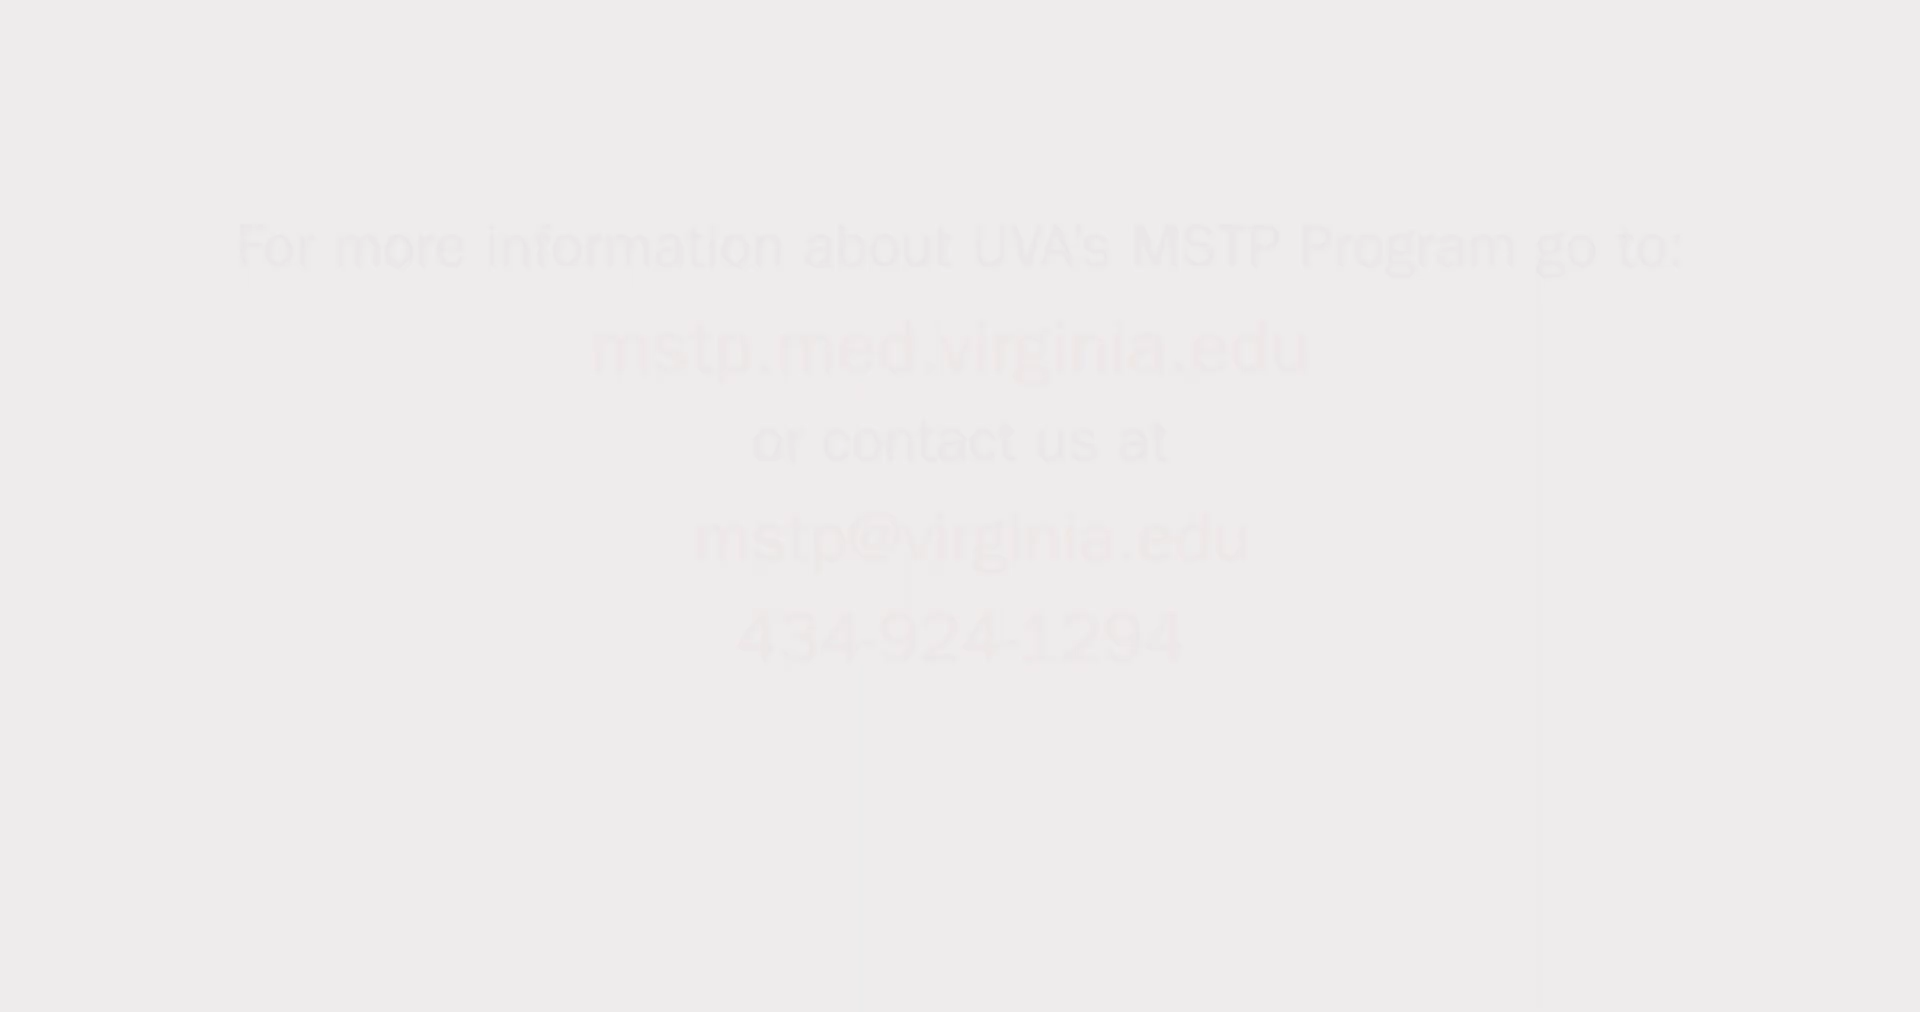 For more information about UVA's MSTP Program go to:
mstp.med.virginia.edu
or contact us at
mstp@virginia.edu
434-924-1294